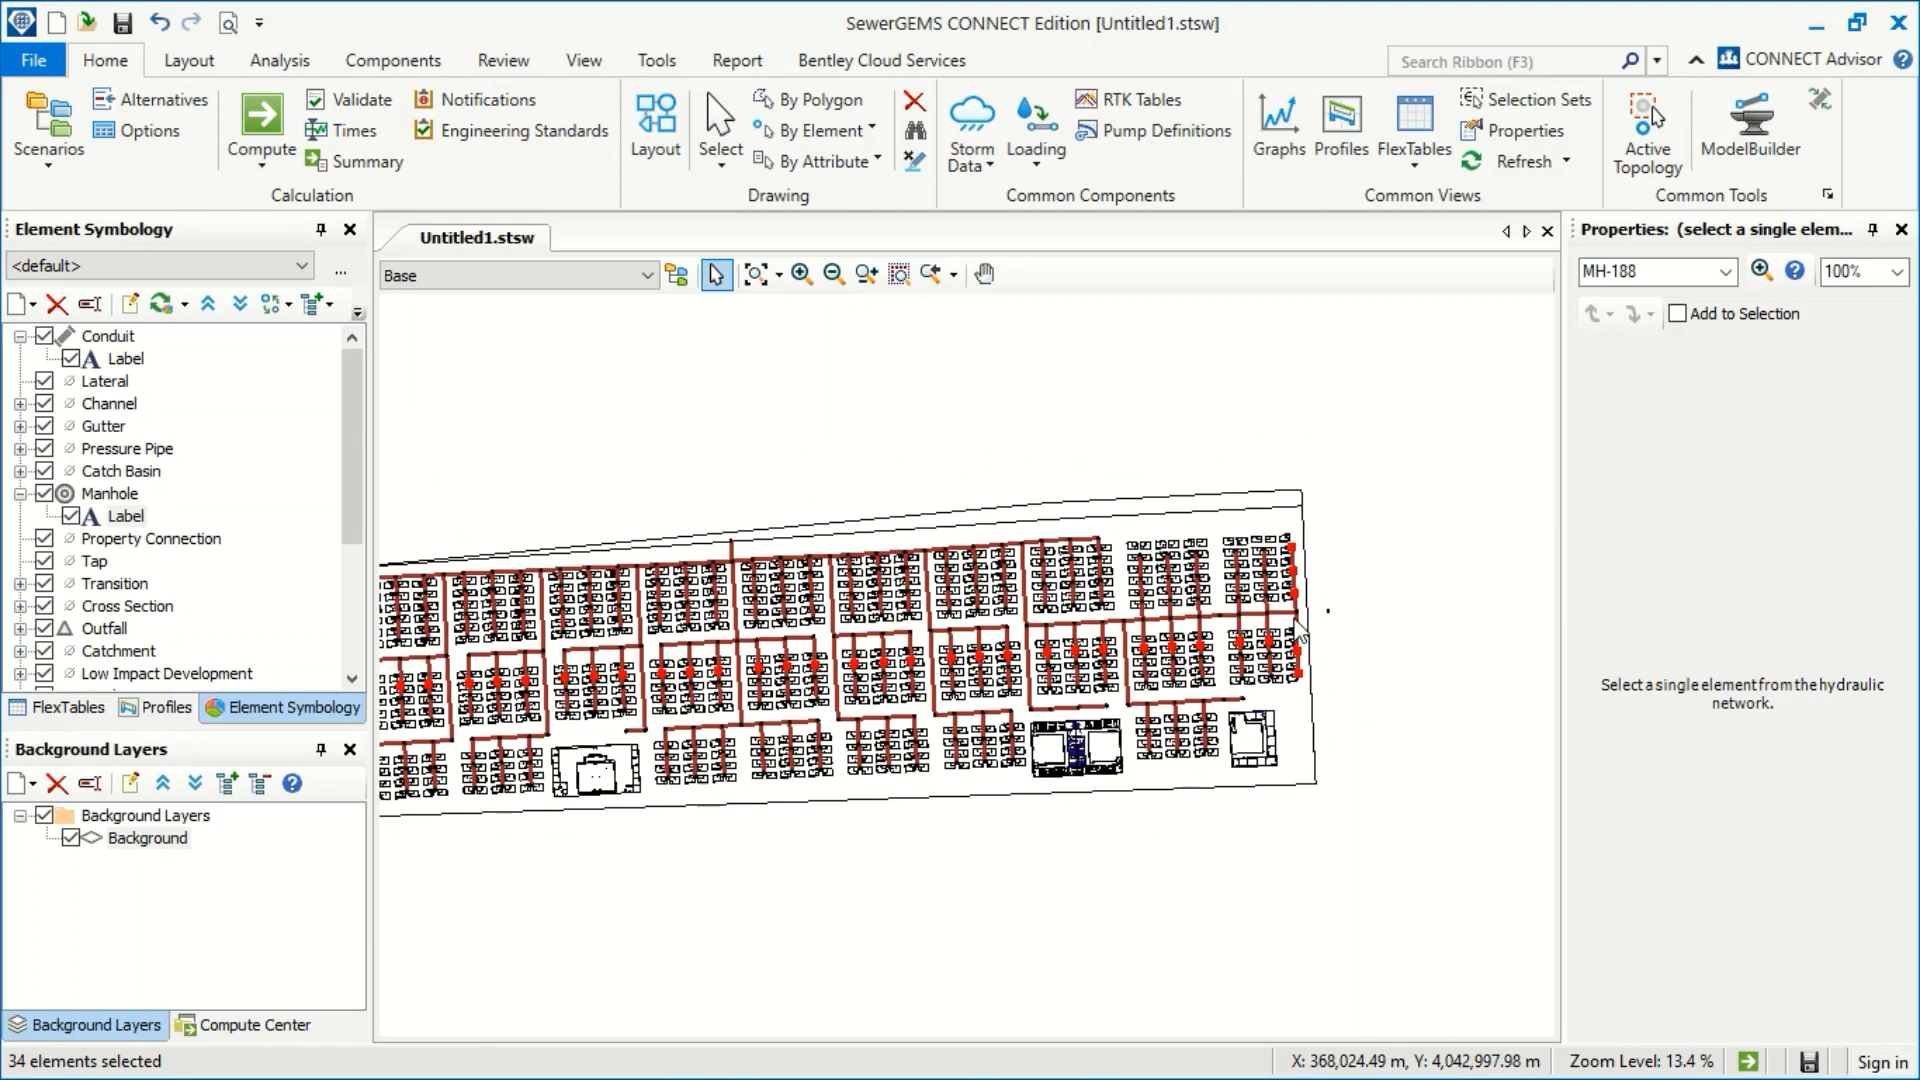 SewerGEMS CONNECT Edition [Untitled1.stsw]
File Home Layout Analysis Components Review View Tools Report Bentley Cloud Services
Search Ribbon (F3)
CONNECT Advisor
Scenarios
Alternatives
Options
Compute
Validate
Times
Summary
Notifications
Engineering Standards
Calculation
Layout
Select
By Polygon
By Element
By Attribute
Drawing
Storm Data
Loading
RTK Tables
Pump Definitions
Common Components
Graphs
Profiles
FlexTables
Selection Sets
Properties
Refresh
Common Views
Active Topology
ModelBuilder
Common Tools
Element Symbology
<default>
...
Conduit
Label
Lateral
Channel
Gutter
Pressure Pipe
Catch Basin
Manhole
Label
Property Connection
Tap
Transition
Cross Section
Outfall
Catchment
Low Impact Development
FlexTables Profiles Element Symbology
Background Layers
Background Layers
Background
Background Layers Compute Center
Untitled1.stsw
Base
Properties: (select a single elem...
MH-188
100%
Add to Selection
Select a single element from the hydraulic
network.
34 elements selected
X: 368,024.49 m, Y: 4,042,997.98 m
Zoom Level: 13.4 %
Sign in